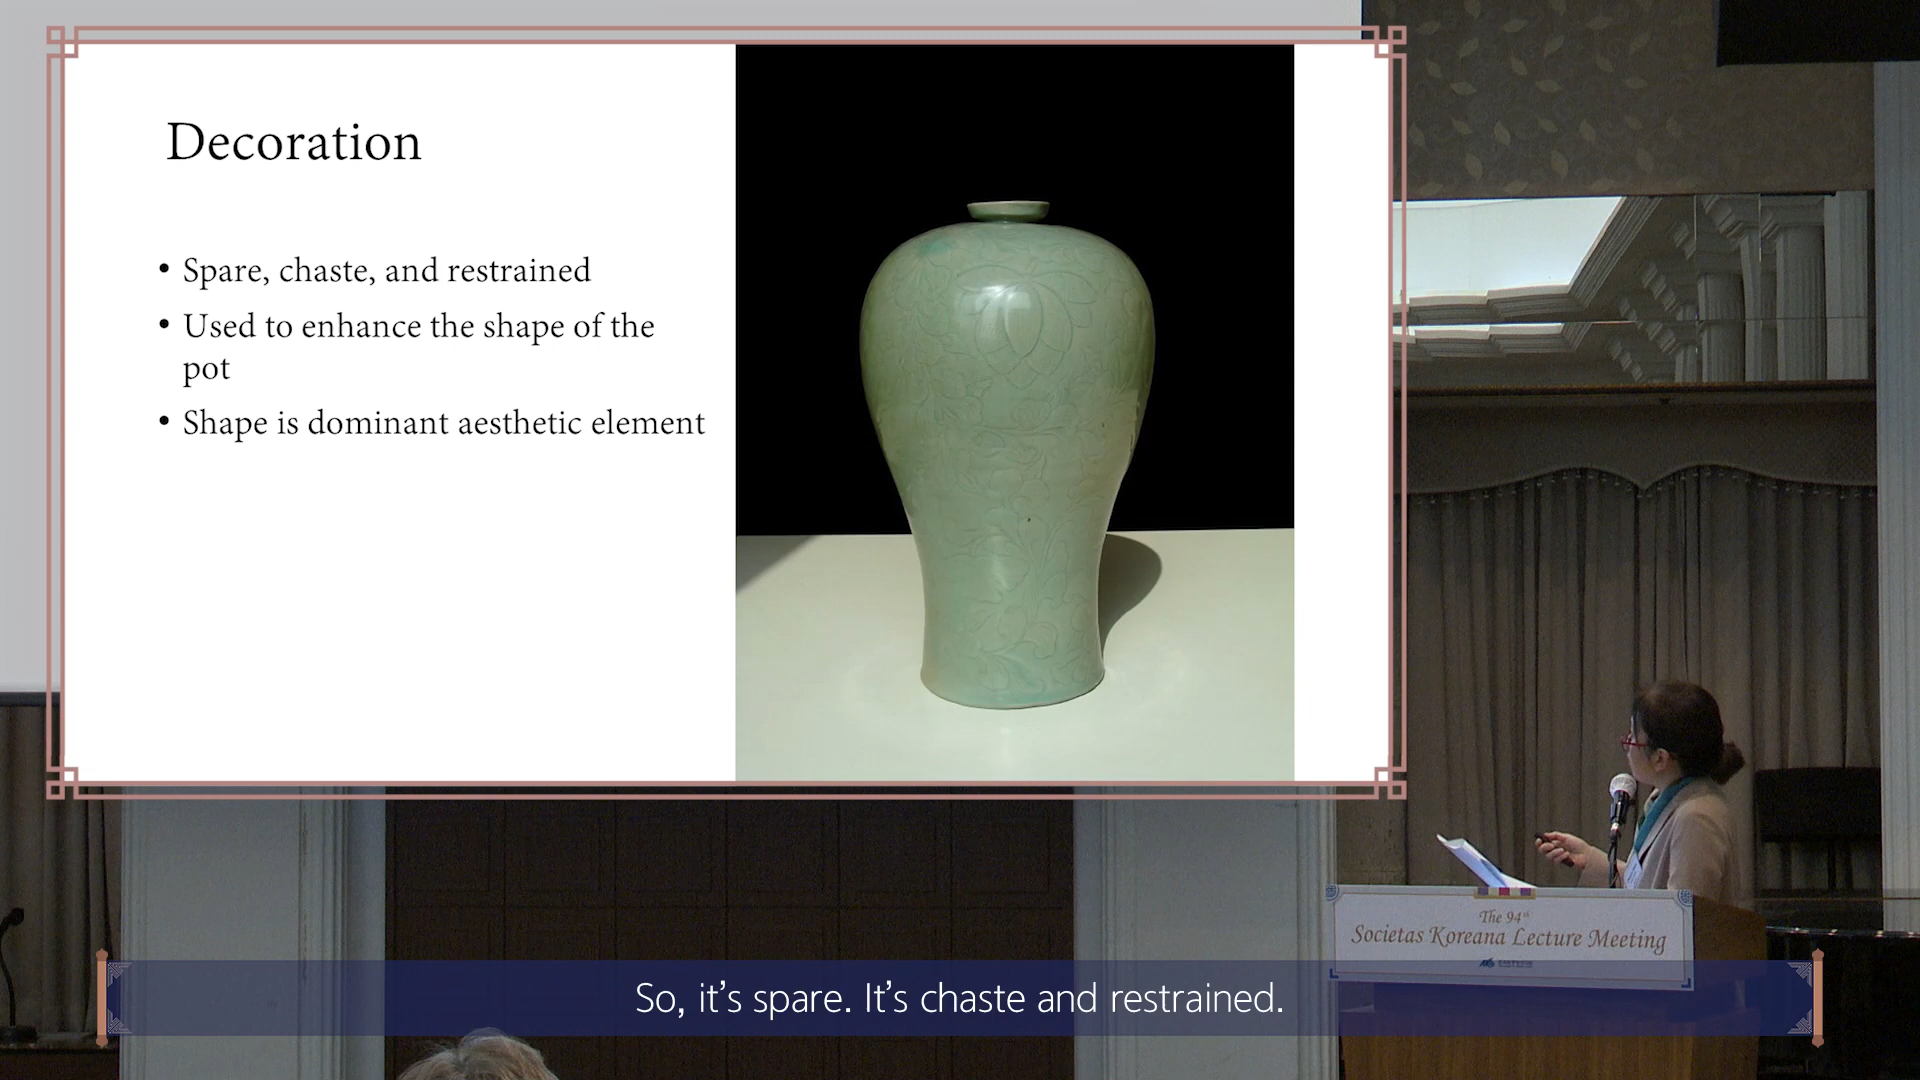 Decoration
• Spare, chaste, and restrained
• Used to enhance the shape of the
pot
• Shape is dominant aesthetic element
The 94th
Societas Koreana Lecture Meeting
So, it's spare. It's chaste and restrained.